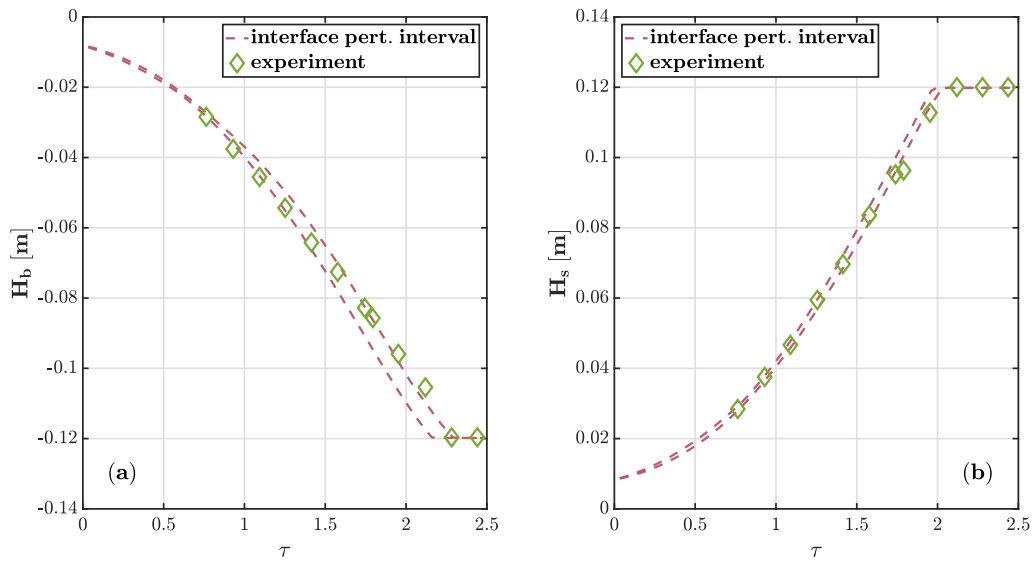 interface pert. interval
experiment
0
-0.02
-0.04
-0.06
-0.08
-0.1
-0.12
-0.14
H_b [m]
(a)
0 0.5 1 1.5 2 2.5
τ
interface pert. interval
experiment
0.14
0.12
0.1
0.08
0.06
0.04
0.02
0
H_s [m]
(b)
0 0.5 1 1.5 2 2.5
τ